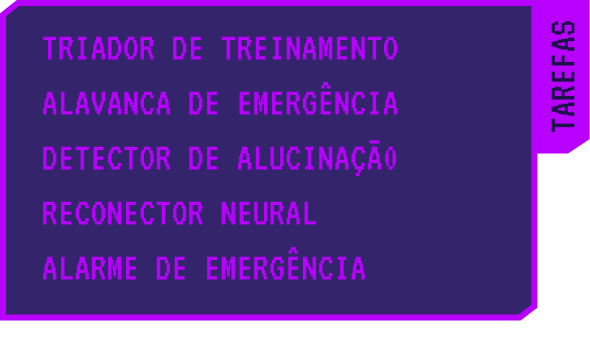 TRIADOR DE TREINAMENTO
ALAVANCA DE EMERGÊNCIA
DETECTOR DE ALUCINAÇÃO
RECONECTOR NEURAL
ALARME DE EMERGÊNCIA
TAREFAS